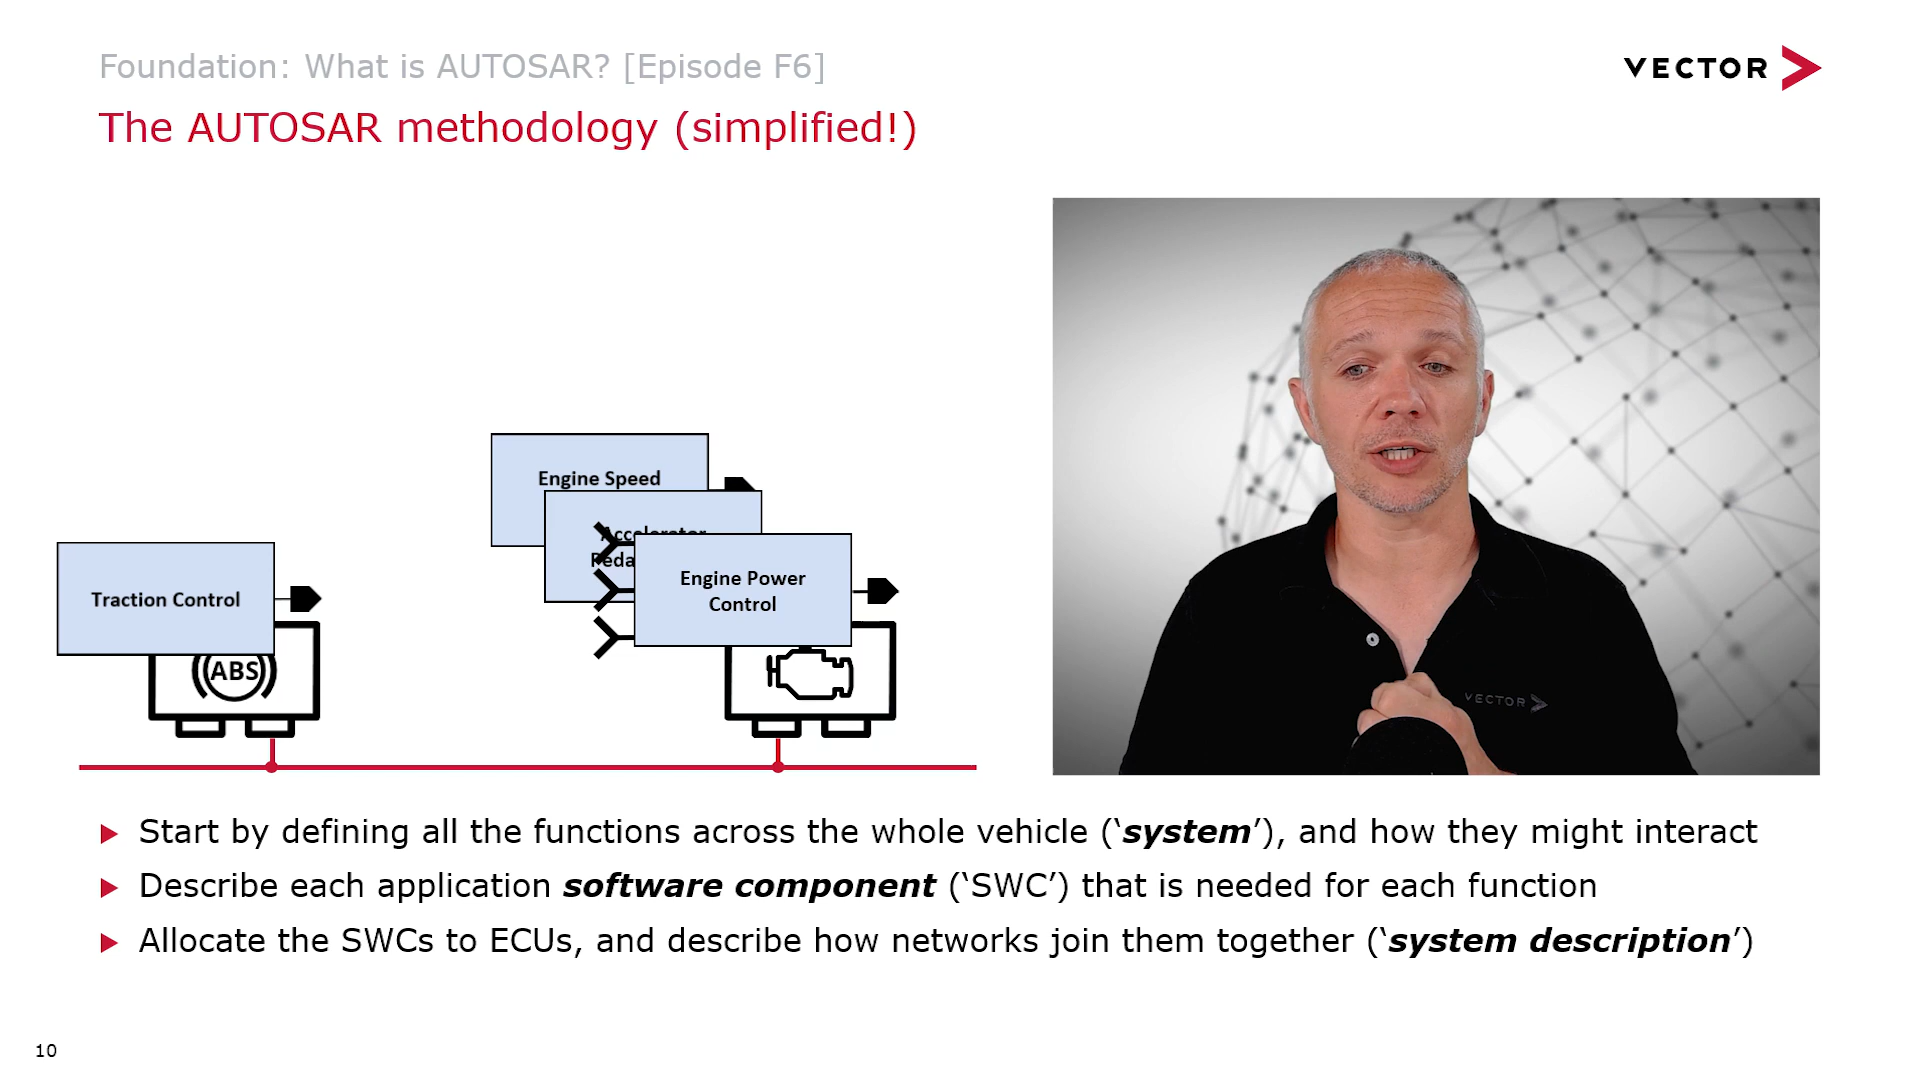 Foundation: What is AUTOSAR? [Episode F6]
VECTOR
The AUTOSAR methodology (simplified!)
Engine Speed
Accelerator
Peda
Engine Power
Control
Traction Control
ABS
VECTOR
Start by defining all the functions across the whole vehicle (‘system’), and how they might interact
Describe each application software component (‘SWC’) that is needed for each function
Allocate the SWCs to ECUs, and describe how networks join them together (‘system description’)
10